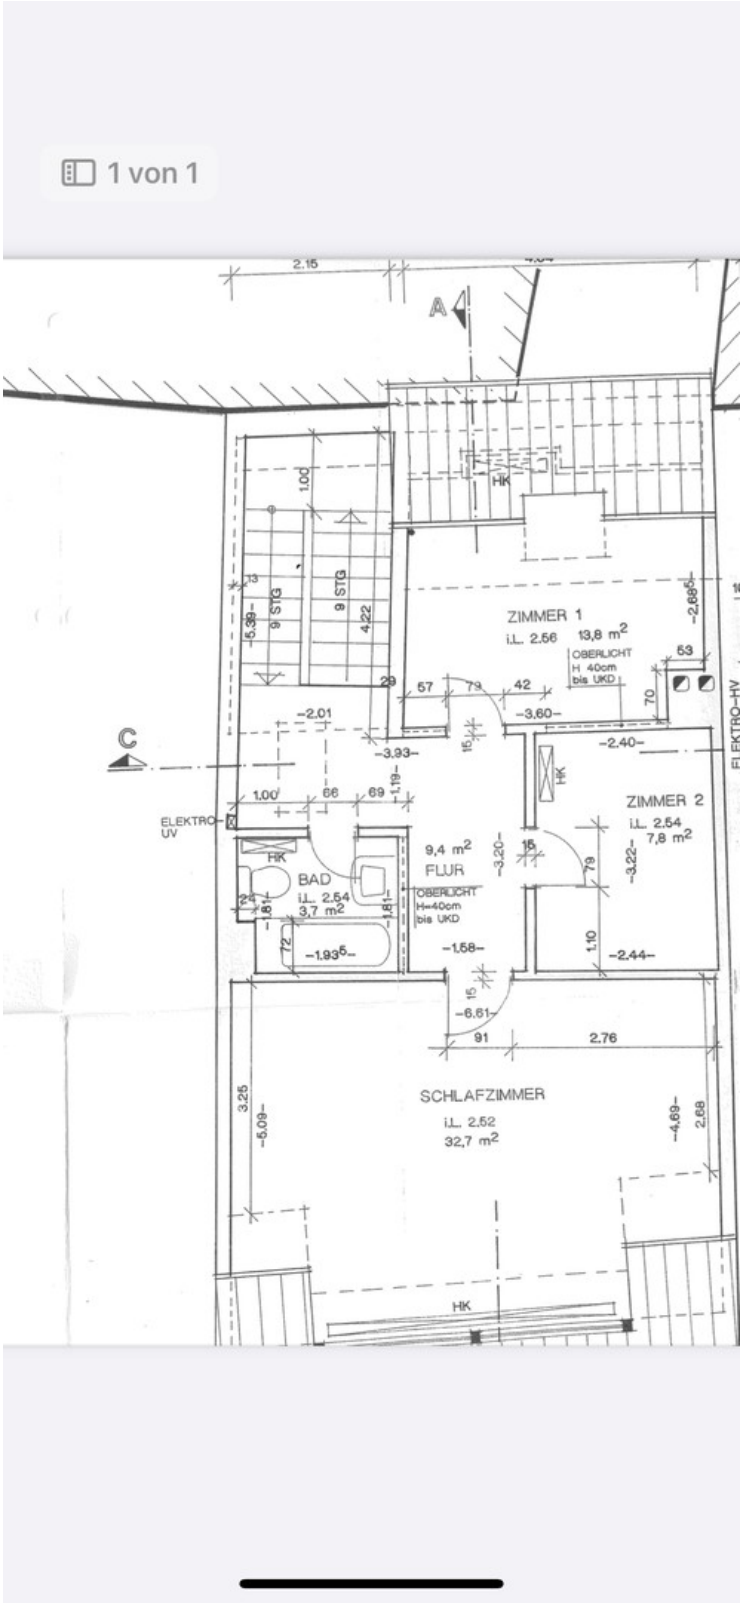 1 von 1
2.15
A
HK
1.00
13
5.39-
9 STG
9 STG
4.22
ZIMMER 1
i.L. 2.56 13,8 m²
OBERLICHT
H 40cm
bis UKD
-2,68⁵-
53
70
29
57
79
42
-3,60-
15
-2.01
C
-3,93-
-1,19-
1,00
66
69
ELEKTRO-
UV
ELEKTRO-HV
-2,40-
HK
ZIMMER 2
i.L. 2.54
7,8 m²
9,4 m²
FLUR
-3,20-
15
79
-3,22-
OBERLICHT
H=40cm
bis UKD
HK
BAD
i.L. 2.54
3,7 m²
-1,81-
-1,81-
72
-1.93⁵-
-1.58-
1.10
-2.44-
15
-6,61-
91
2.76
SCHLAFZIMMER
i.L. 2.52
32,7 m²
3.25
-5.09-
-4,69-
2,68
HK